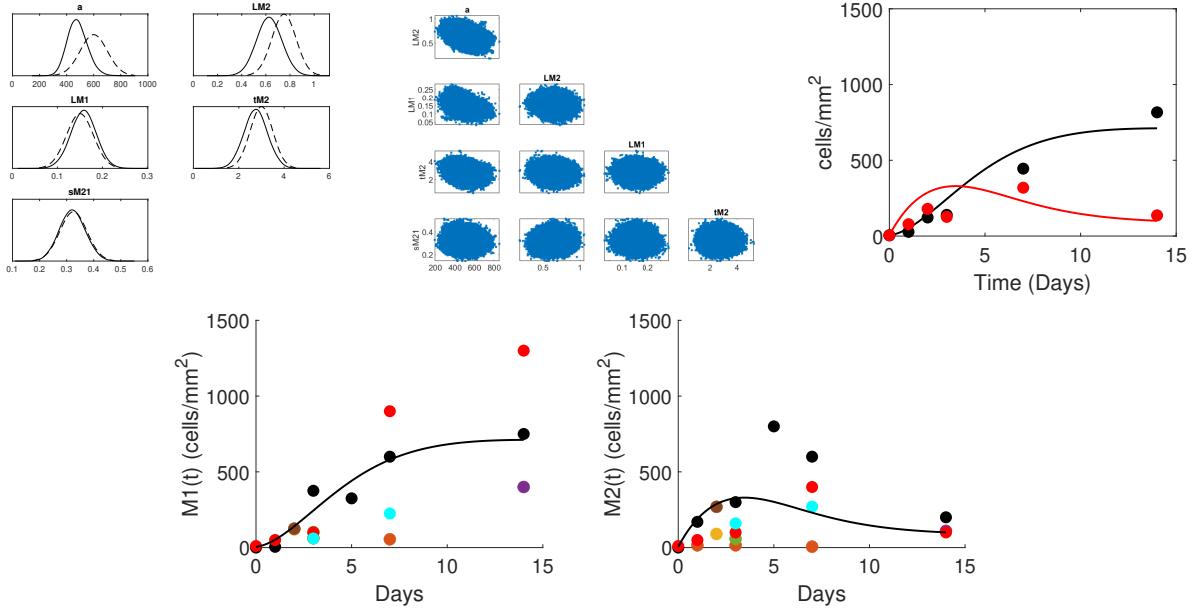 a
LM2
0 200 400 600 800 1000
0 0.2 0.4 0.6 0.8 1
LM1
tM2
0 0.1 0.2 0.3
0 2 4 6
sM21
0.1 0.2 0.3 0.4 0.5 0.6
a
LM2
1
0.5
LM2
LM1
0.25
0.2
0.15
0.1
0.05
LM1
tM2
4
2
tM2
sM21
0.4
0.2
200 400 600 800
0.5 1
0.1 0.2
2 4
cells/mm²
1500
1000
500
0
0 5 10 15
Time (Days)
M1(t) (cells/mm²)
1500
1000
500
0
0 5 10 15
Days
M2(t) (cells/mm²)
1500
1000
500
0
0 5 10 15
Days